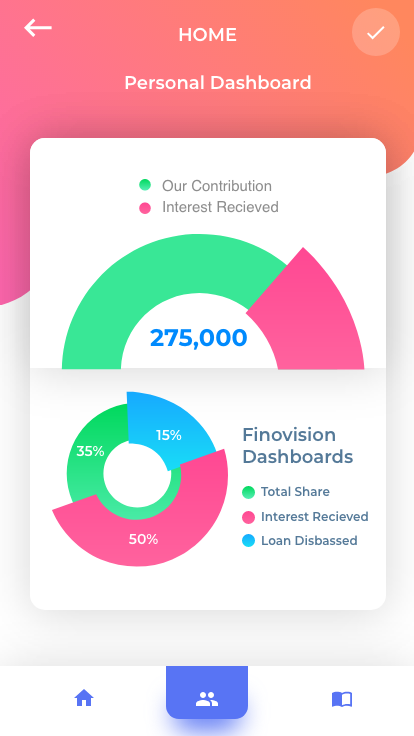 HOME
Personal Dashboard
Our Contribution
Interest Recieved
275,000
15%
35%
50%
Finovision
Dashboards
Total Share
Interest Recieved
Loan Disbassed